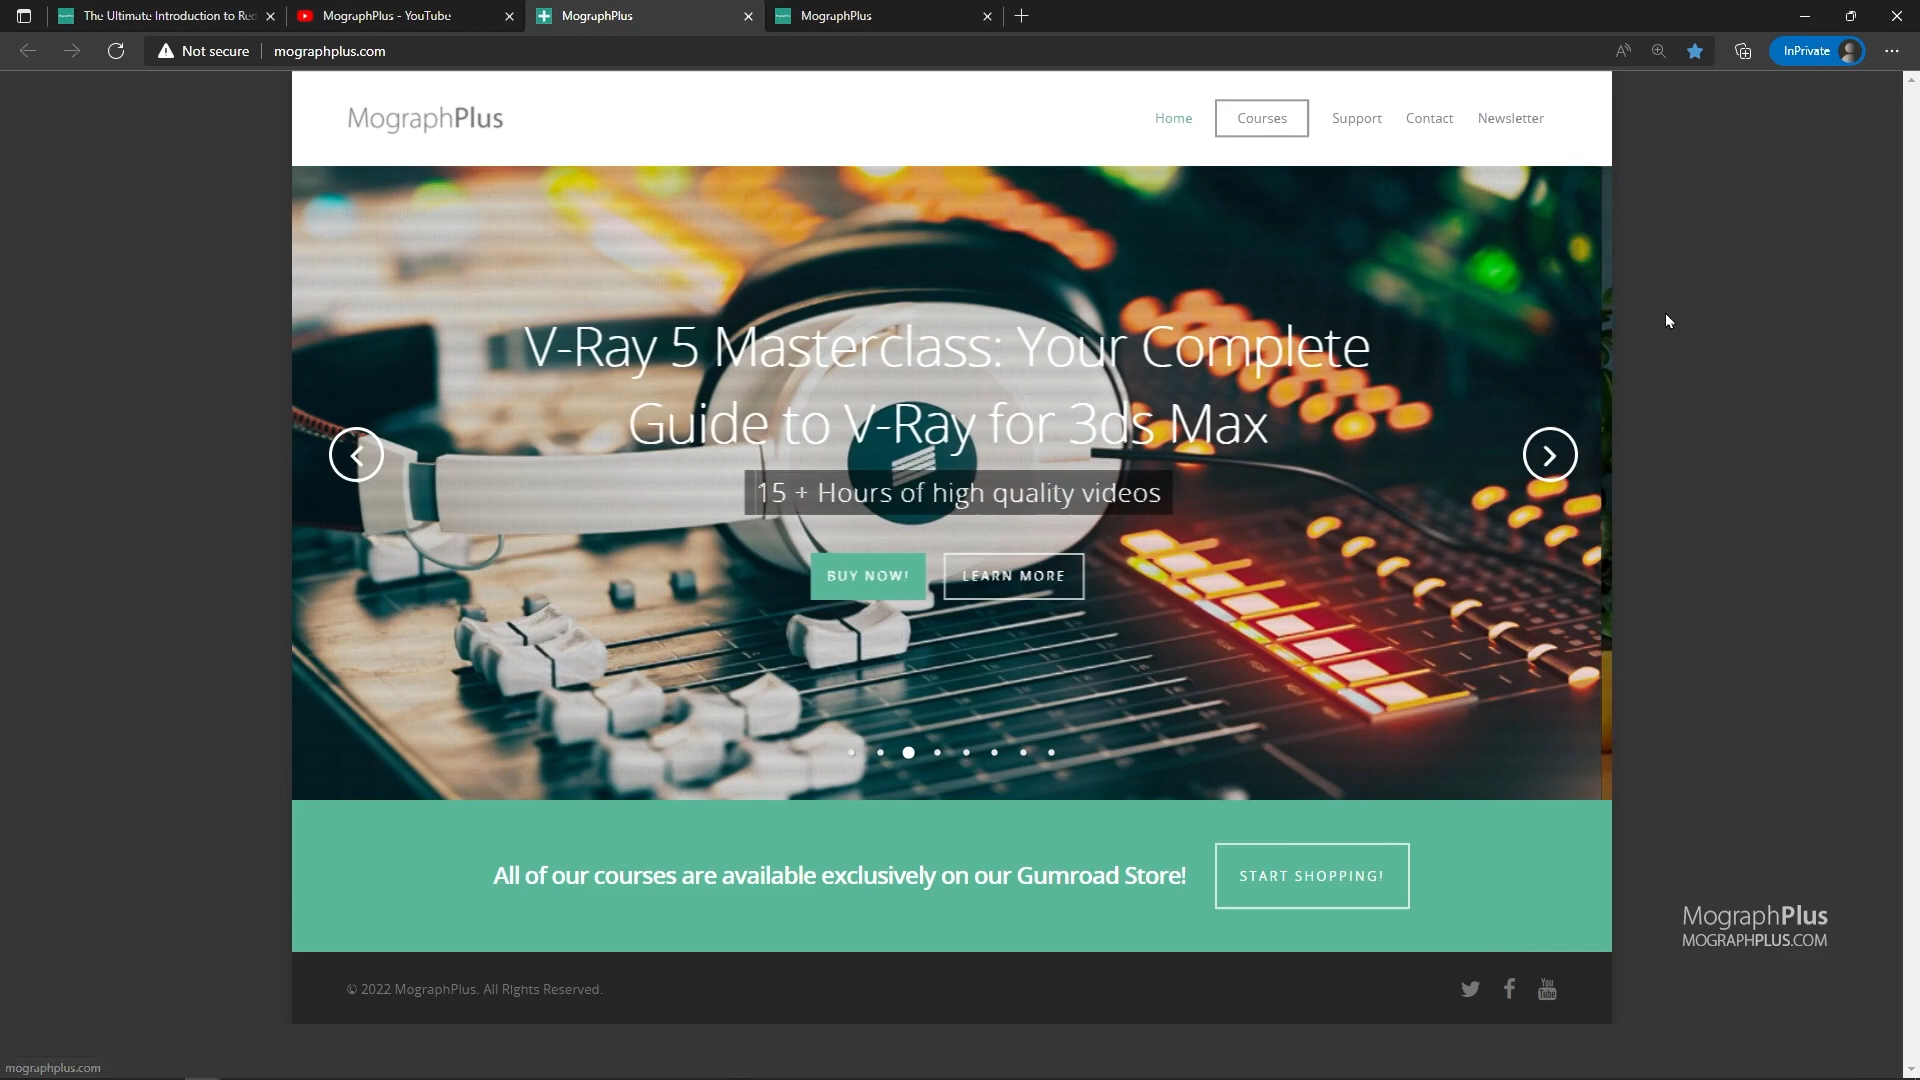 The Ultimate Introduction to Re
MographPlus - YouTube
MographPlus
MographPlus
Not secure
mographplus.com
InPrivate
MographPlus
Home
Courses
Support
Contact
Newsletter
V-Ray 5 Masterclass: Your Complete
Guide to V-Ray for 3ds Max
15 + Hours of high quality videos
BUY NOW!
LEARN MORE
All of our courses are available exclusively on our Gumroad Store!
START SHOPPING!
MographPlus
MOGRAPHPLUS.COM
© 2022 MographPlus. All Rights Reserved.
You
Tube
mographplus.com